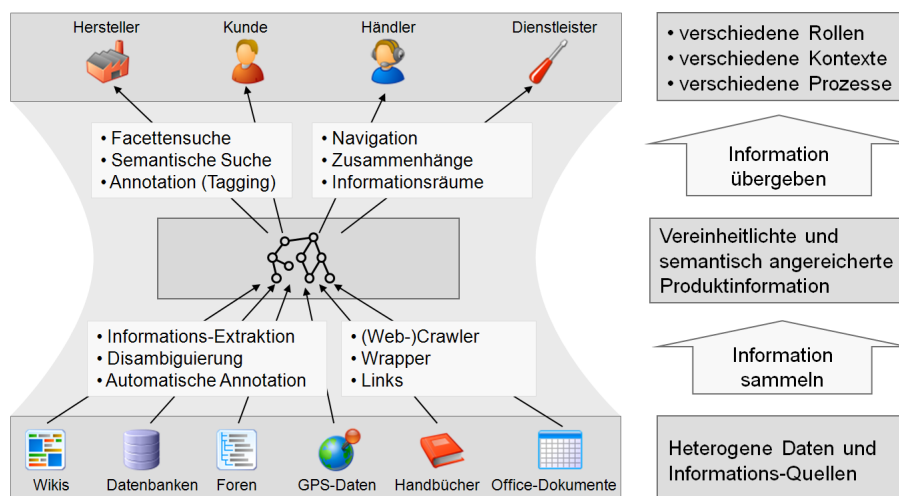 Hersteller
Kunde
Händler
Dienstleister
• Facettensuche
• Semantische Suche
• Annotation (Tagging)
• Navigation
• Zusammenhänge
• Informationsräume
• Informations-Extraktion
• Disambiguierung
• Automatische Annotation
• (Web-)Crawler
• Wrapper
• Links
Wikis
Datenbanken
Foren
GPS-Daten
Handbücher
Office-Dokumente
• verschiedene Rollen
• verschiedene Kontexte
• verschiedene Prozesse
Information
übergeben
Vereinheitlichte und
semantisch angereicherte
Produktinformation
Information
sammeln
Heterogene Daten und
Informations-Quellen